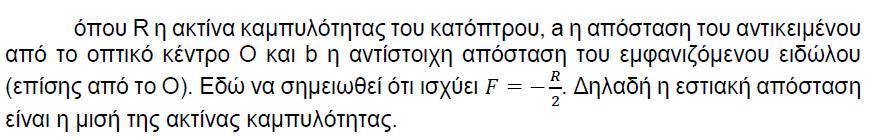 όπου R η ακτίνα καμπυλότητας του κατόπτρου, a η απόσταση του αντικειμένου
από το οπτικό κέντρο Ο και b η αντίστοιχη απόσταση του εμφανιζόμενου ειδώλου
(επίσης από το Ο). Εδώ να σημειωθεί ότι ισχύει F = −R/2. Δηλαδή η εστιακή απόσταση
είναι η μισή της ακτίνας καμπυλότητας.